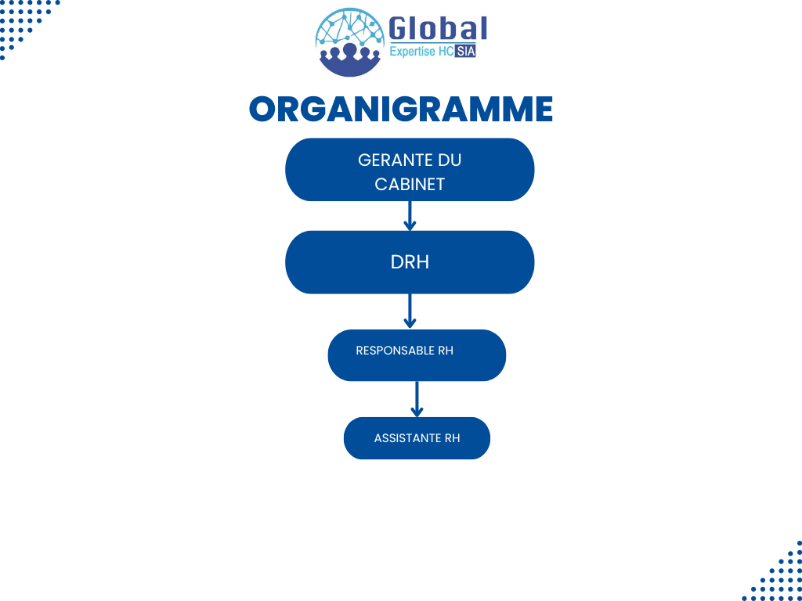 Global
Expertise HC SIA
ORGANIGRAMME
GERANTE DU
CABINET
DRH
RESPONSABLE RH
ASSISTANTE RH